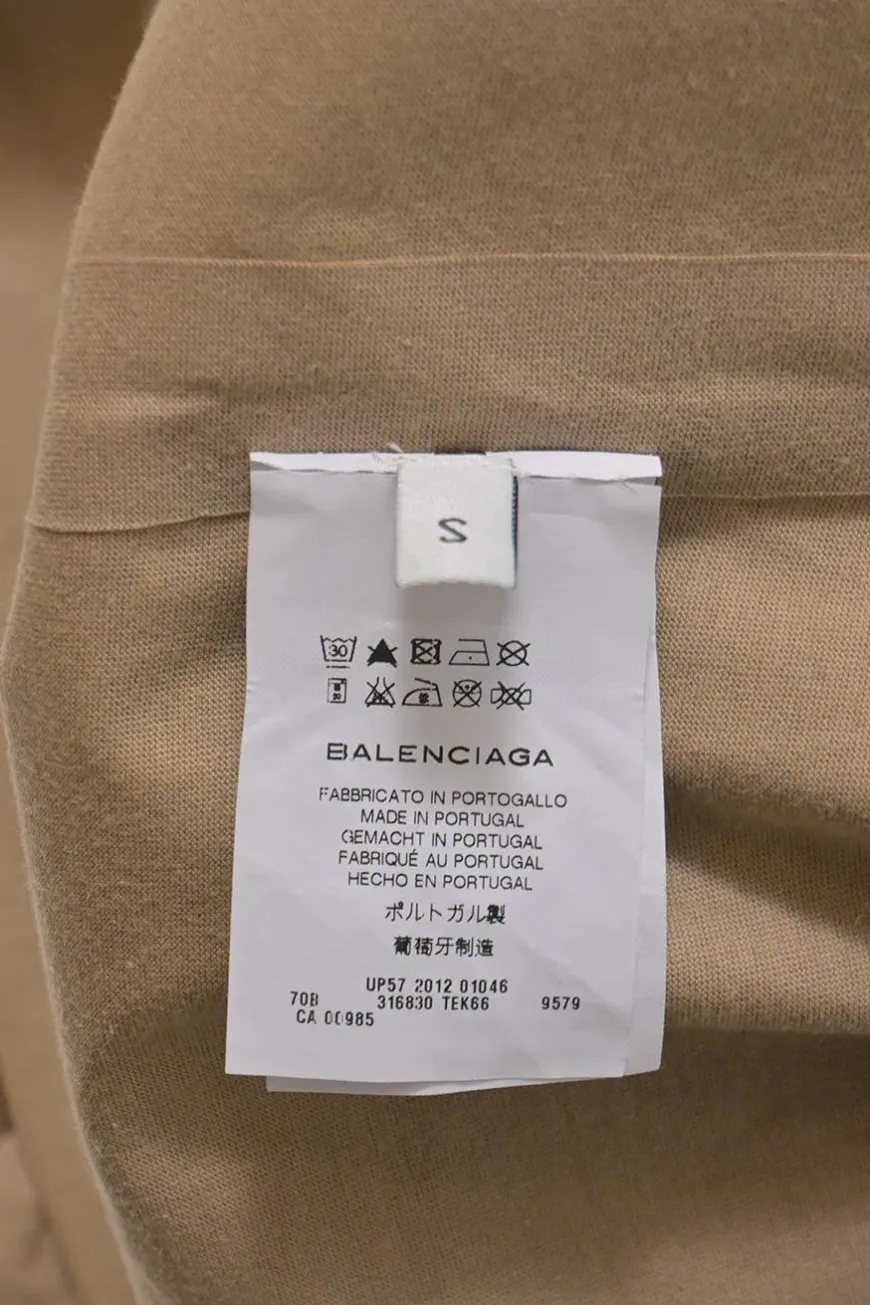 S
30
BALENCIAGA
FABBRICATO IN PORTOGALLO
MADE IN PORTUGAL
GEMACHT IN PORTUGAL
FABRIQUÉ AU PORTUGAL
HECHO EN PORTUGAL
ポルトガル製
葡萄牙制造
UP57 2012 01046
70B 316830 TEK66 9579
CA 00985